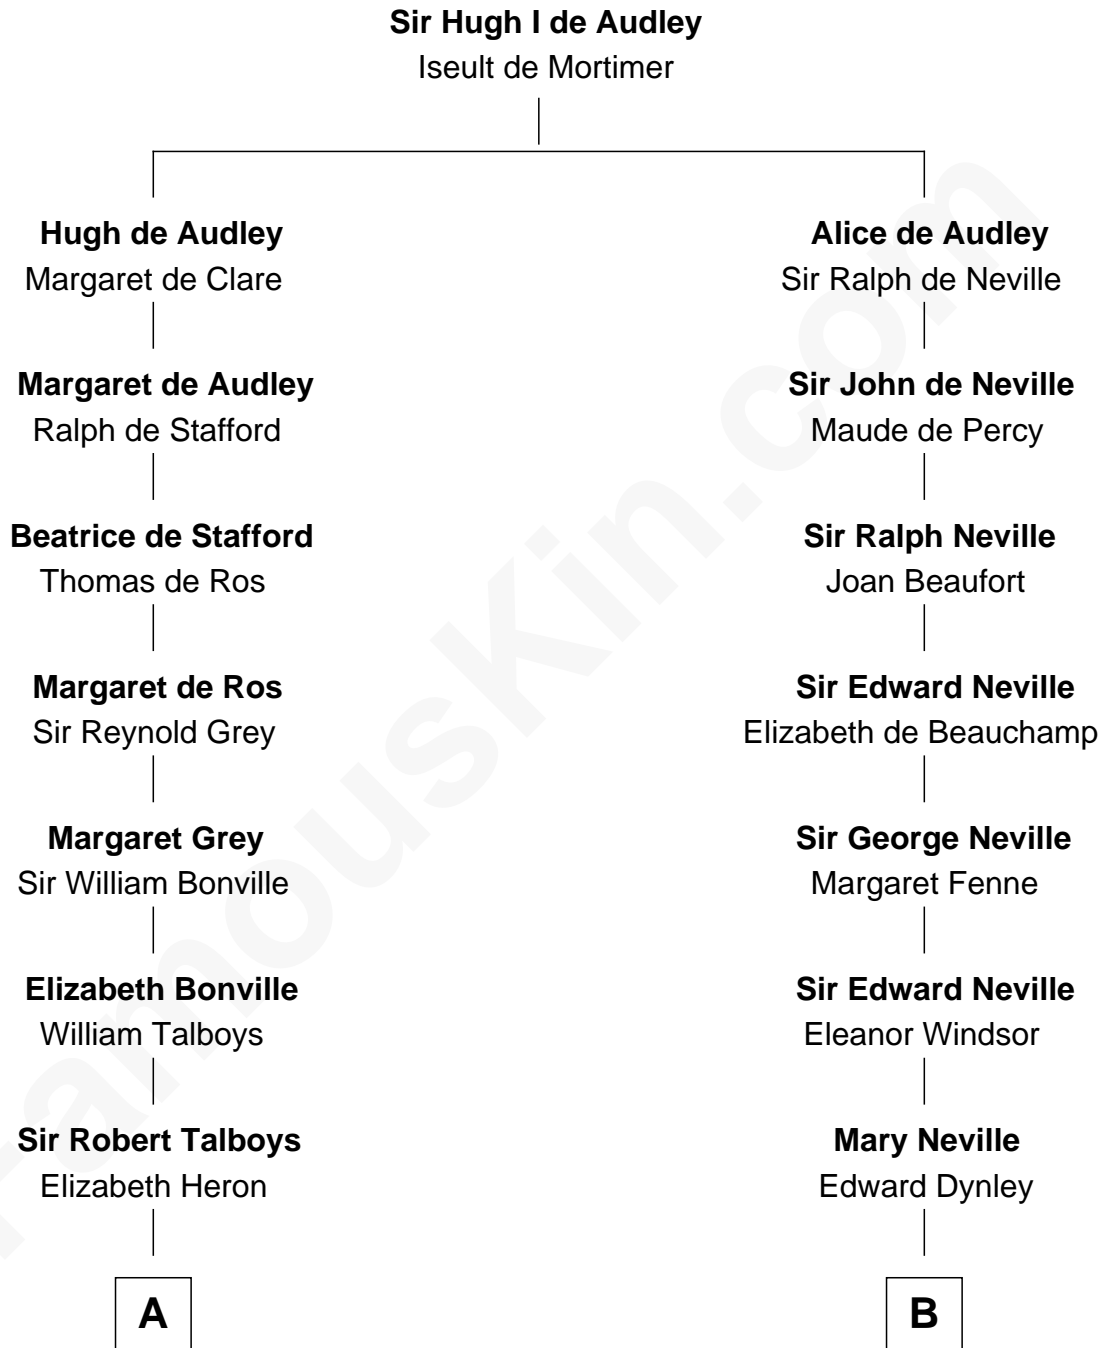 Sir Hugh I de Audley
Iseult de Mortimer
Hugh de Audley
Margaret de Clare
Alice de Audley
Sir Ralph de Neville
Margaret de Audley
Ralph de Stafford
Sir John de Neville
Maude de Percy
Beatrice de Stafford
Thomas de Ros
Sir Ralph Neville
Joan Beaufort
Margaret de Ros
Sir Reynold Grey
Sir Edward Neville
Elizabeth de Beauchamp
Margaret Grey
Sir William Bonville
Sir George Neville
Margaret Fenne
Elizabeth Bonville
William Talboys
Sir Edward Neville
Eleanor Windsor
Sir Robert Talboys
Elizabeth Heron
Mary Neville
Edward Dynley
A
B
FamousKin.com